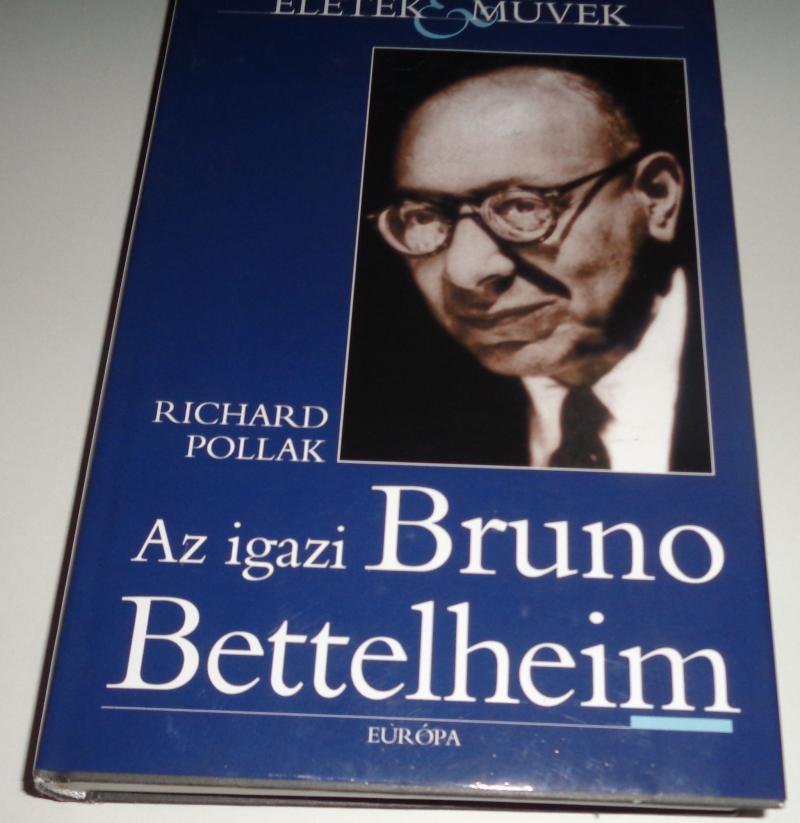 ÉLETEK & MŰVEK
RICHARD
POLLAK
Az igazi Bruno
Bettelheim
EURÓPA